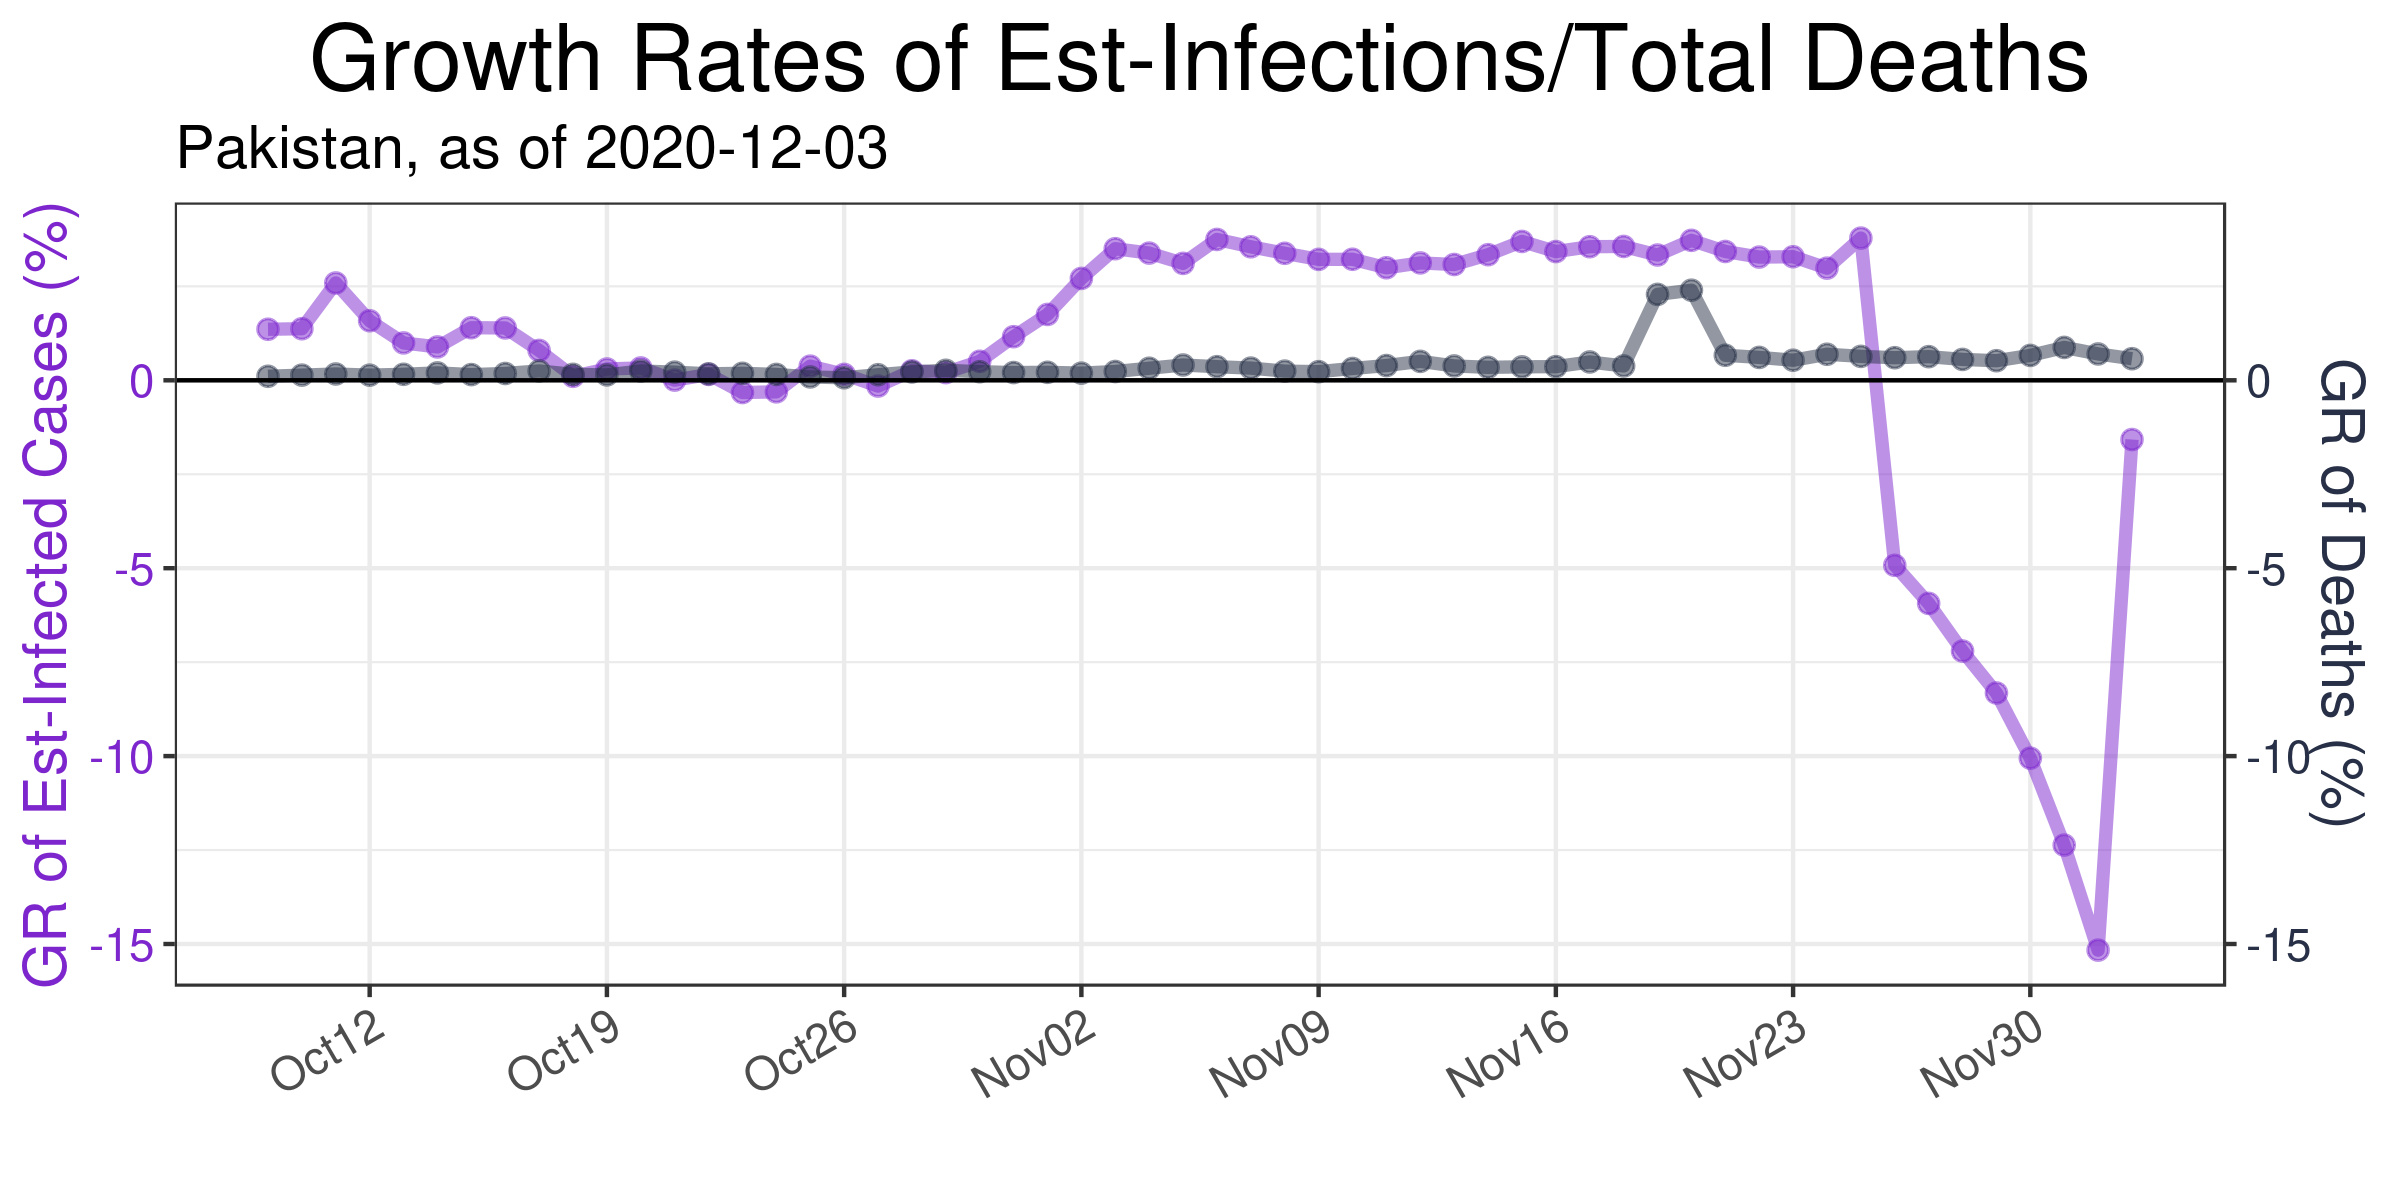 Growth Rates of Est-Infections/Total Deaths
Pakistan, as of 2020-12-03
GR of Est-Infected Cases (%)
0
-5
-10
-15
0
-5
-10
-15
GR of Deaths (%)
Oct12
Oct19
Oct26
Nov02
Nov09
Nov16
Nov23
Nov30